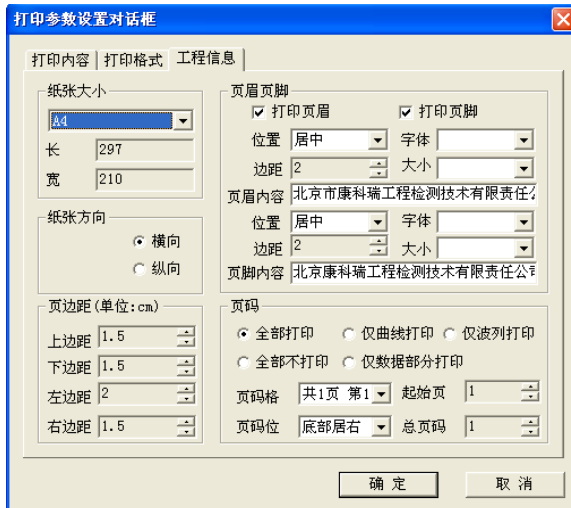 打印参数设置对话框
打印内容 打印格式 工程信息
纸张大小
A4
长 297
宽 210
纸张方向
横向
纵向
页边距(单位:cm)
上边距 1.5
下边距 1.5
左边距 2
右边距 1.5
页眉页脚
打印页眉 打印页脚
位置 居中 字体
边距 2 大小
页眉内容 北京市康科瑞工程检测技术有限责任
位置 居中 字体
边距 2 大小
页脚内容 北京康科瑞工程检测技术有限责任公司
页码
全部打印 仅曲线打印 仅波列打印
全部不打印 仅数据部分打印
页码格 共1页 第1 起始页 1
页码位 底部居右 总页码 1
确 定 取 消